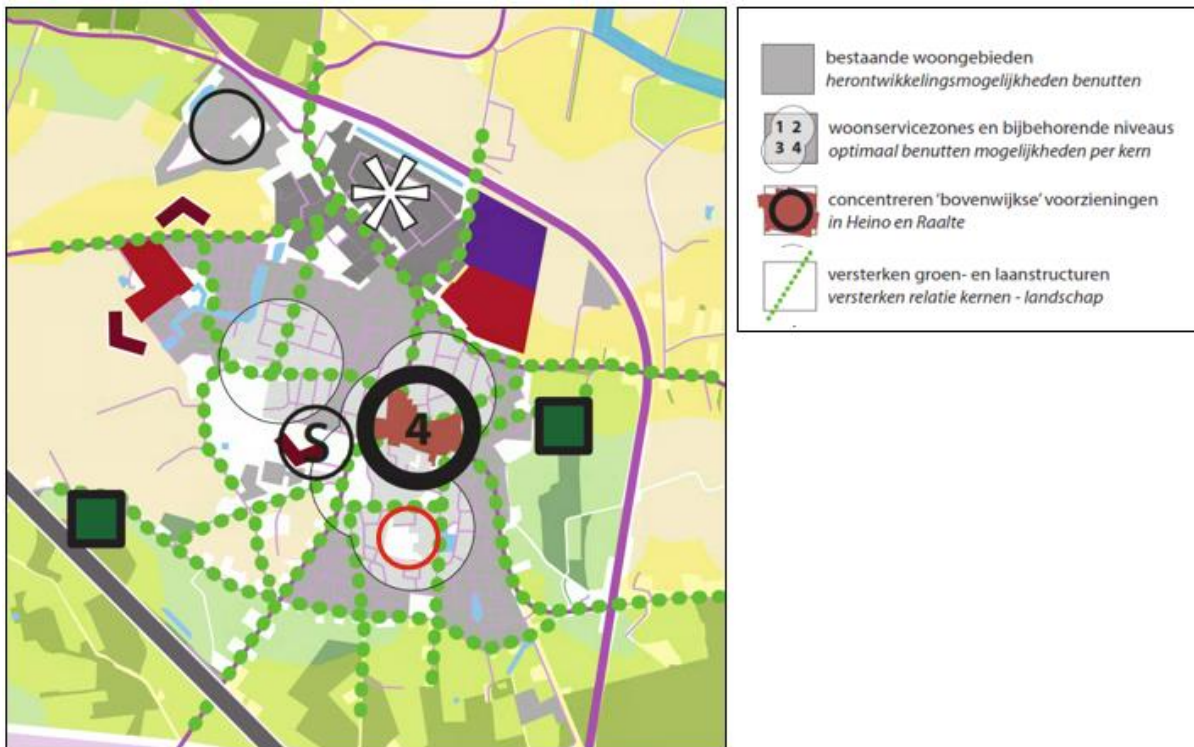 S
4
bestaande woongebieden
herontwikkelingsmogelijkheden benutten
1 2
3 4
woonservicezones en bijbehorende niveaus
optimaal benutten mogelijkheden per kern
concentreren 'bovenwijkse' voorzieningen
in Heino en Raalte
versterken groen- en laanstructuren
versterken relatie kernen - landschap